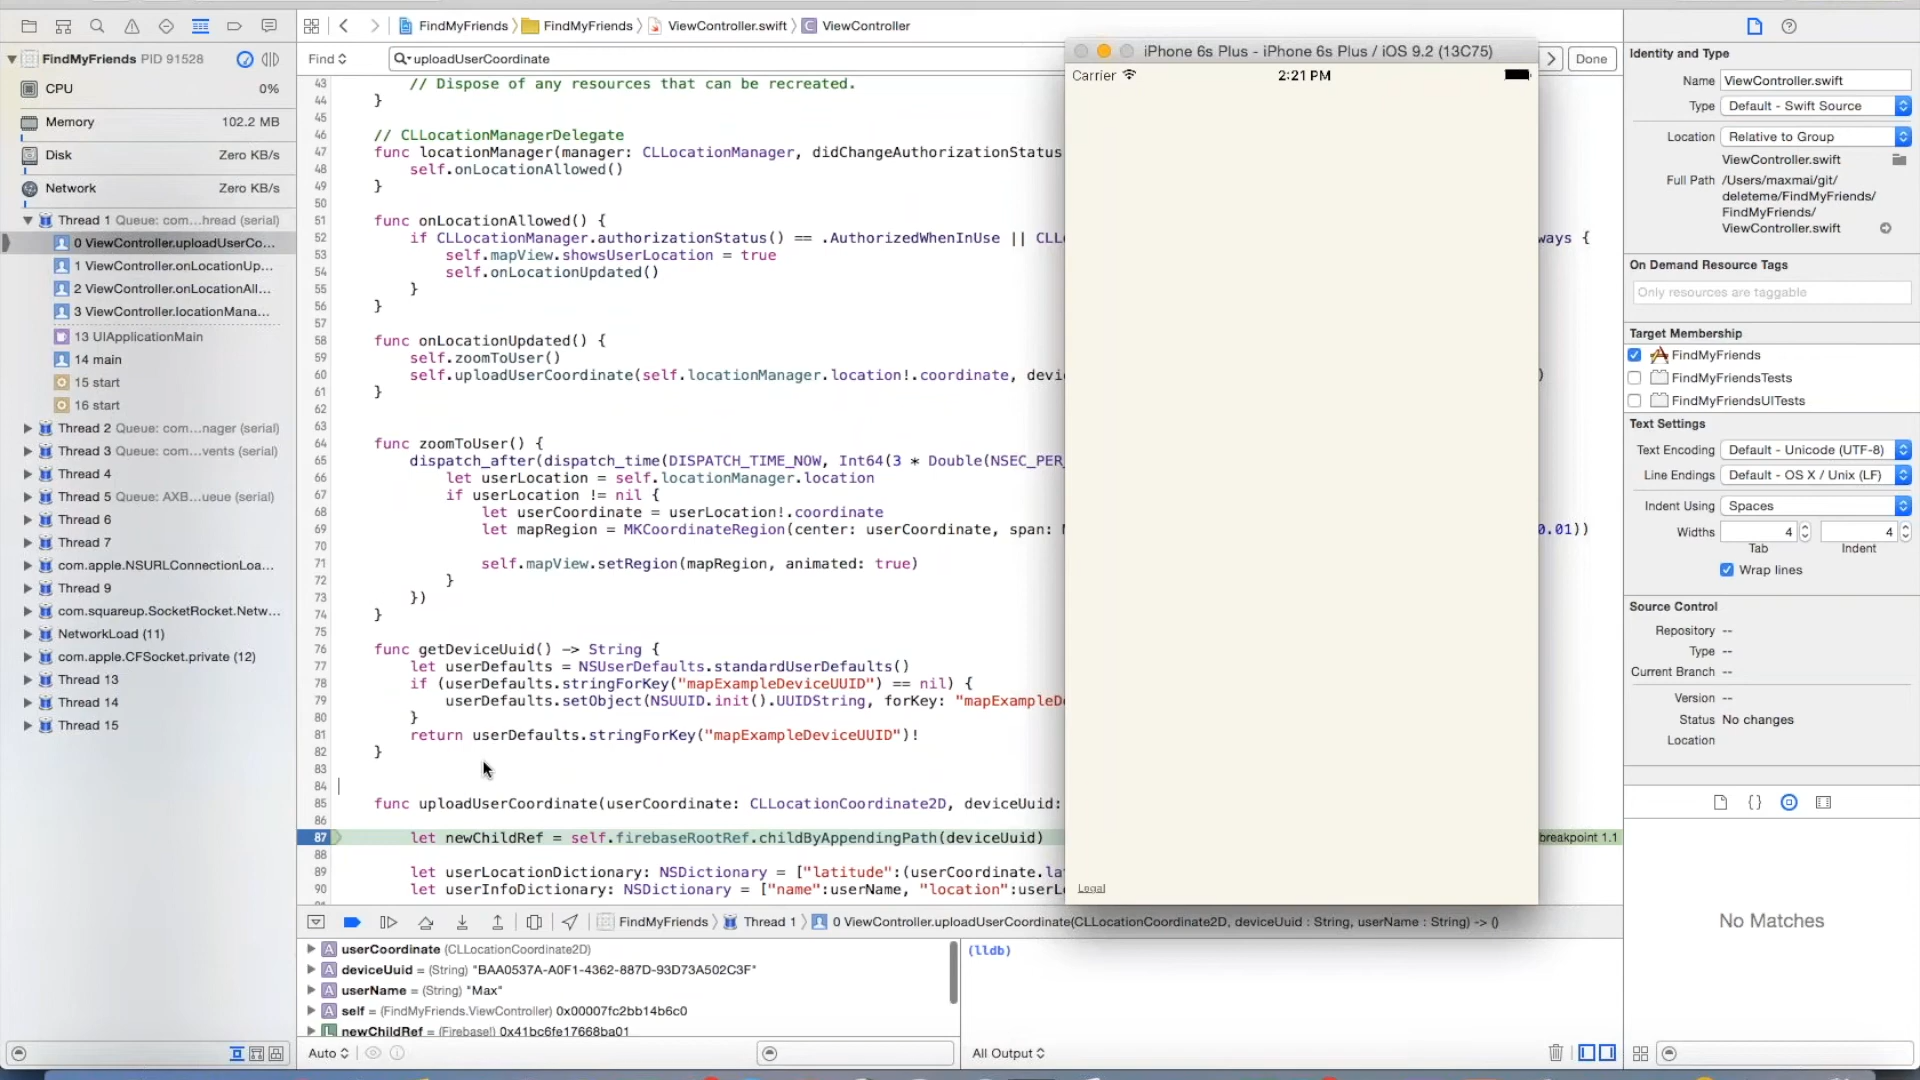 FindMyFriends
FindMyFriends
ViewController.swift
ViewController
FindMyFriends PID 91528
CPU 0%
Memory 102.2 MB
Disk Zero KB/s
Network Zero KB/s
Thread 1 Queue: com...hread (serial)
0 ViewController.uploadUserCo...
1 ViewController.onLocationUp...
2 ViewController.onLocationAll...
3 ViewController.locationMana...
13 UIApplicationMain
14 main
15 start
16 start
Thread 2 Queue: com...nager (serial)
Thread 3 Queue: com...vents (serial)
Thread 4
Thread 5 Queue: AXB...ueue (serial)
Thread 6
Thread 7
com.apple.NSURLConnectionLoa...
Thread 9
com.squareup.SocketRocket.Netw...
NetworkLoad (11)
com.apple.CFSocket.private (12)
Thread 13
Thread 14
Thread 15
Find
uploadUserCoordinate
Done
43 // Dispose of any resources that can be recreated.
44 }
45
46 // CLLocationManagerDelegate
47 func locationManager(manager: CLLocationManager, didChangeAuthorizationStatus
48 self.onLocationAllowed()
49 }
50
51 func onLocationAllowed() {
52 if CLLocationManager.authorizationStatus() == .AuthorizedWhenInUse || CLLo ways {
53 self.mapView.showsUserLocation = true
54 self.onLocationUpdated()
55 }
56 }
57
58 func onLocationUpdated() {
59 self.zoomToUser()
60 self.uploadUserCoordinate(self.locationManager.location!.coordinate, devi )
61 }
62
63
64 func zoomToUser() {
65 dispatch_after(dispatch_time(DISPATCH_TIME_NOW, Int64(3 * Double(NSEC_PER_
66 let userLocation = self.locationManager.location
67 if userLocation != nil {
68 let userCoordinate = userLocation!.coordinate
69 let mapRegion = MKCoordinateRegion(center: userCoordinate, span: M 0.01))
70
71 self.mapView.setRegion(mapRegion, animated: true)
72 }
73 })
74 }
75
76 func getDeviceUuid() -> String {
77 let userDefaults = NSUserDefaults.standardUserDefaults()
78 if (userDefaults.stringForKey("mapExampleDeviceUUID") == nil) {
79 userDefaults.setObject(NSUUID.init().UUIDString, forKey: "mapExampleDe
80 }
81 return userDefaults.stringForKey("mapExampleDeviceUUID")!
82 }
83
84
85 func uploadUserCoordinate(userCoordinate: CLLocationCoordinate2D, deviceUuid:
86
87 let newChildRef = self.firebaseRootRef.childByAppendingPath(deviceUuid) breakpoint 1.1
88
89 let userLocationDictionary: NSDictionary = ["latitude":(userCoordinate.la
90 let userInfoDictionary: NSDictionary = ["name":userName, "location":userL
iPhone 6s Plus - iPhone 6s Plus / iOS 9.2 (13C75)
Carrier 2:21 PM
Legal
FindMyFriends
Thread 1
0 ViewController.uploadUserCoordinate(CLLocationCoordinate2D, deviceUuid : String, userName : String) -> ()
userCoordinate (CLLocationCoordinate2D)
deviceUuid = (String) "BAA0537A-A0F1-4362-887D-93D73A502C3F"
userName = (String) "Max"
self = (FindMyFriends.ViewController) 0x00007fc2bb14b6c0
newChildRef = (Firebase!) 0x41bc6fe17668ba01
(lldb)
Auto
All Output
Identity and Type
Name ViewController.swift
Type Default - Swift Source
Location Relative to Group
ViewController.swift
Full Path /Users/maxmai/git/
deleteme/FindMyFriends/
FindMyFriends/
ViewController.swift
On Demand Resource Tags
Only resources are taggable
Target Membership
FindMyFriends
FindMyFriendsTests
FindMyFriendsUITests
Text Settings
Text Encoding Default - Unicode (UTF-8)
Line Endings Default - OS X / Unix (LF)
Indent Using Spaces
Widths 4 4
Tab Indent
Wrap lines
Source Control
Repository --
Type --
Current Branch --
Version --
Status No changes
Location
No Matches